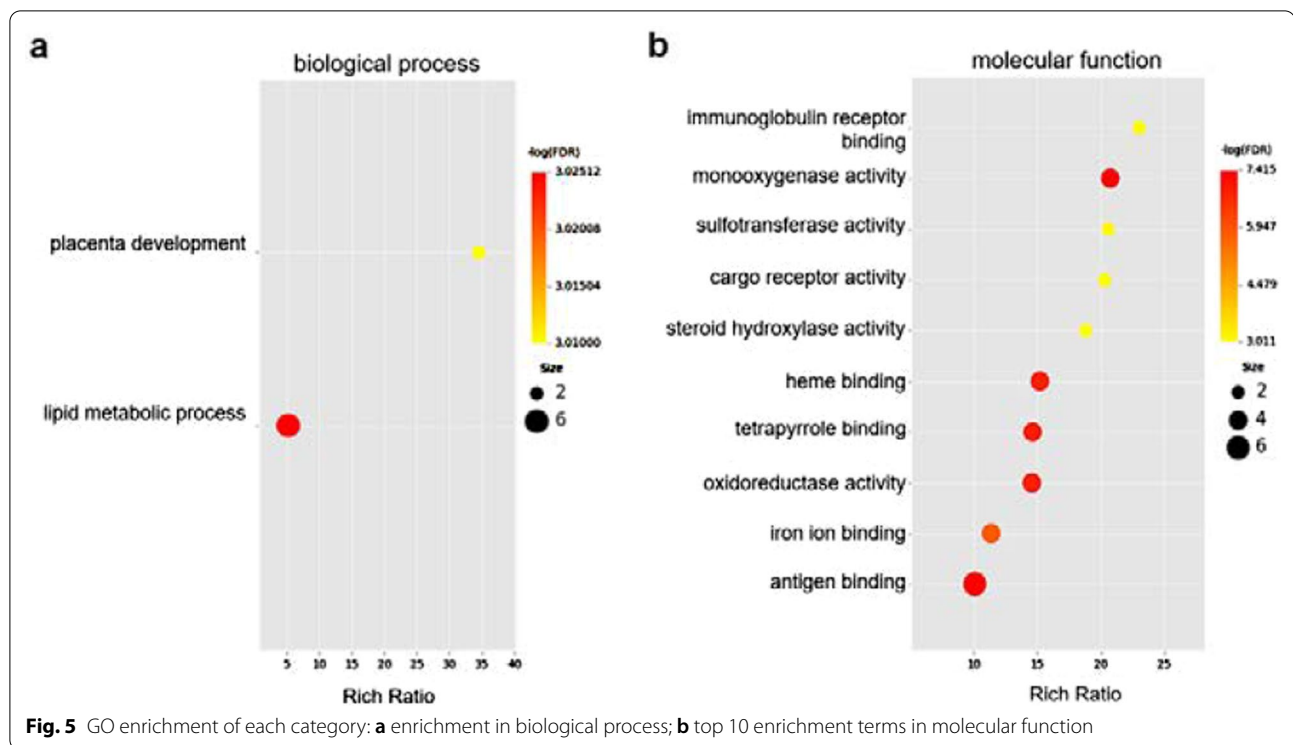 a
biological process
placenta development
lipid metabolic process
-log(FDR)
3.02512
3.02008
3.01504
3.01000
Size
2
6
5 10 15 20 25 30 35 40
Rich Ratio
b
molecular function
immunoglobulin receptor
binding
monooxygenase activity
sulfotransferase activity
cargo receptor activity
steroid hydroxylase activity
heme binding
tetrapyrrole binding
oxidoreductase activity
iron ion binding
antigen binding
-log(FDR)
7.415
5.947
4.479
3.011
Size
2
4
6
10 15 20 25
Rich Ratio
Fig. 5 GO enrichment of each category: a enrichment in biological process; b top 10 enrichment terms in molecular function